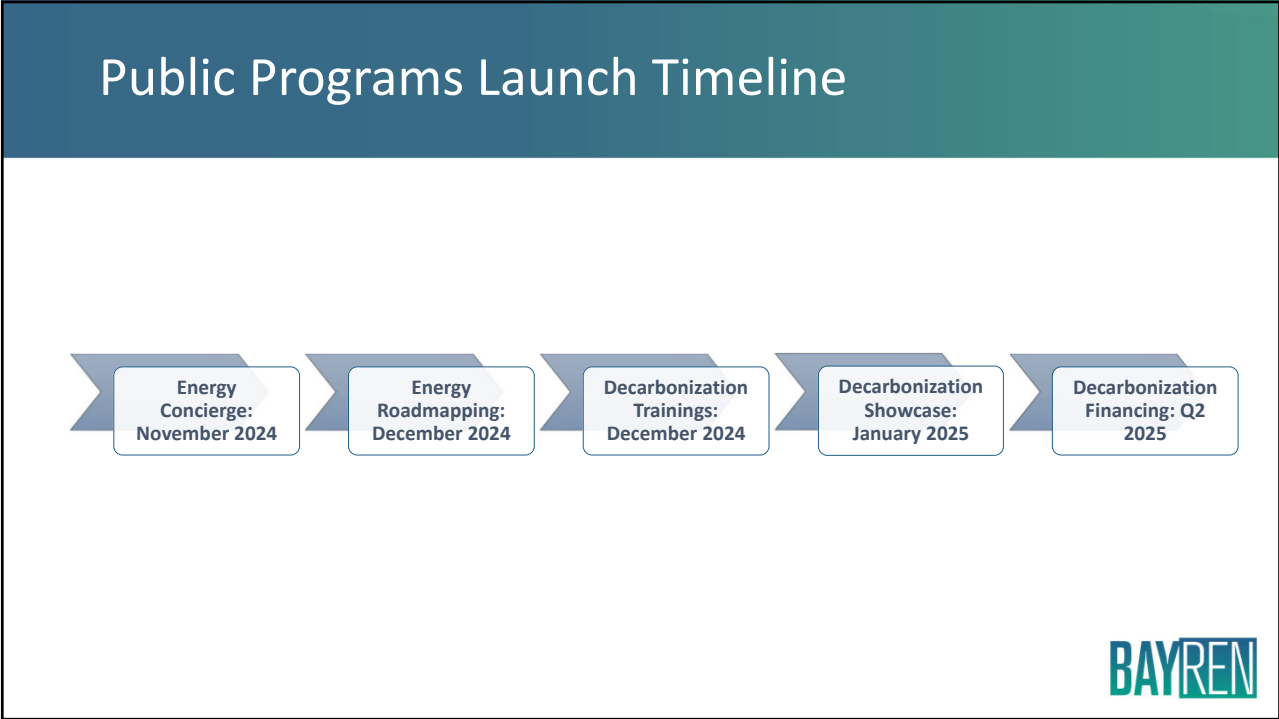 Public Programs Launch Timeline
Energy
Concierge:
November 2024
Energy
Roadmapping:
December 2024
Decarbonization
Trainings:
December 2024
Decarbonization
Showcase:
January 2025
Decarbonization
Financing: Q2
2025
BAYREN